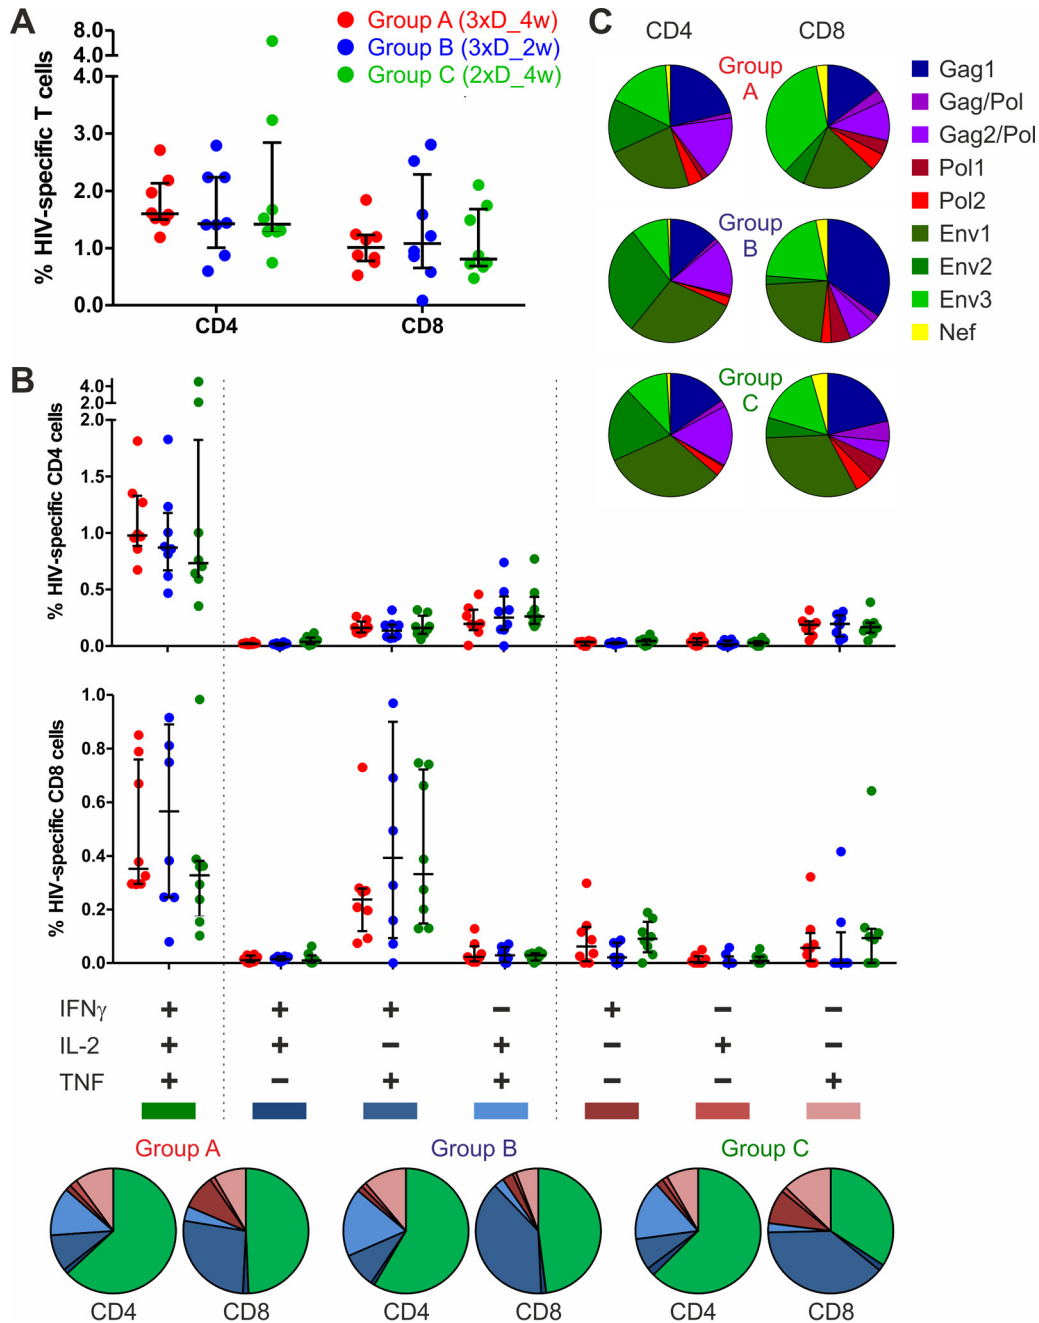 A
Group A (3xD_4w)
Group B (3xD_2w)
Group C (2xD_4w)
% HIV-specific T cells
8.0
4.0
4.0
3.0
2.0
1.0
0.0
CD4 CD8
C
CD4 CD8
Group
A
Group
B
Group
C
Gag1
Gag/Pol
Gag2/Pol
Pol1
Pol2
Env1
Env2
Env3
Nef
B
% HIV-specific CD4 cells
4.0
2.0
2.0
1.5
1.0
0.5
0.0
% HIV-specific CD8 cells
1.0
0.8
0.6
0.4
0.2
0.0
IFNγ + + + − + − −
IL-2 + + − + − + −
TNF + − + + − − +
Group A Group B Group C
CD4 CD8 CD4 CD8 CD4 CD8